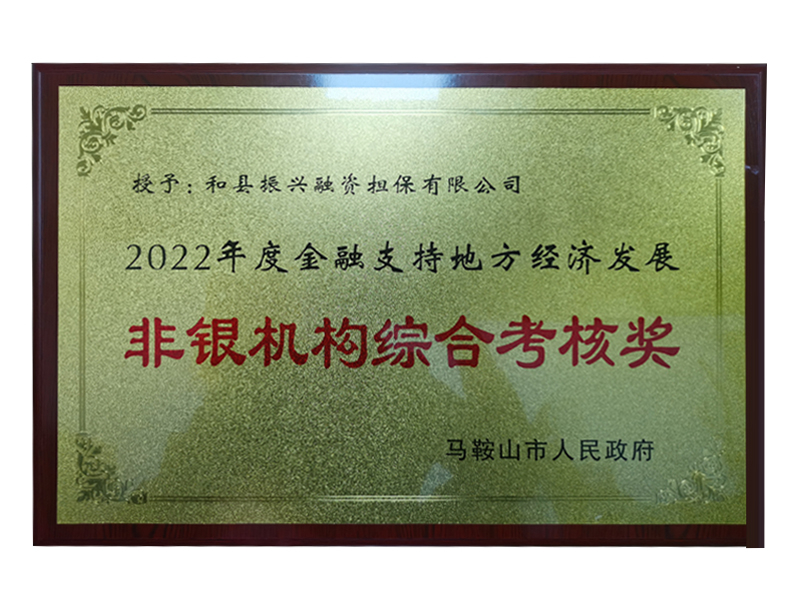 授予：和县振兴融资担保有限公司
2022年度金融支持地方经济发展
非银机构综合考核奖
马鞍山市人民政府